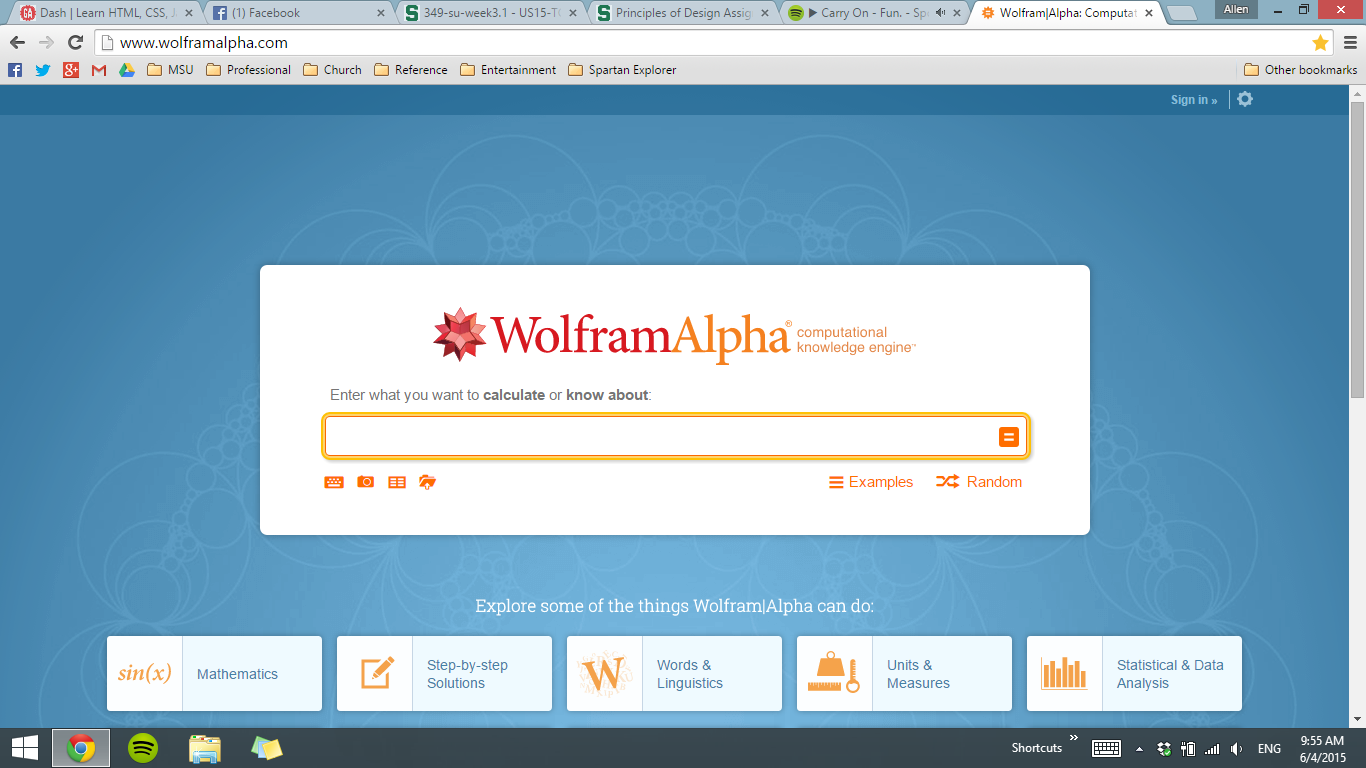 Dash | Learn HTML, CSS, J
(1) Facebook
349-su-week3.1 - US15-TC
Principles of Design Assig
Carry On - Fun. - Sp
Wolfram|Alpha: Computat
Allen
www.wolframalpha.com
MSU
Professional
Church
Reference
Entertainment
Spartan Explorer
Other bookmarks
Sign in »
WolframAlpha® computational
knowledge engine™
Enter what you want to calculate or know about:
=
Examples
Random
Explore some of the things Wolfram|Alpha can do:
sin(x)
Mathematics
Step-by-step
Solutions
W
Words &
Linguistics
Units &
Measures
Statistical & Data
Analysis
Shortcuts
ENG
9:55 AM
6/4/2015